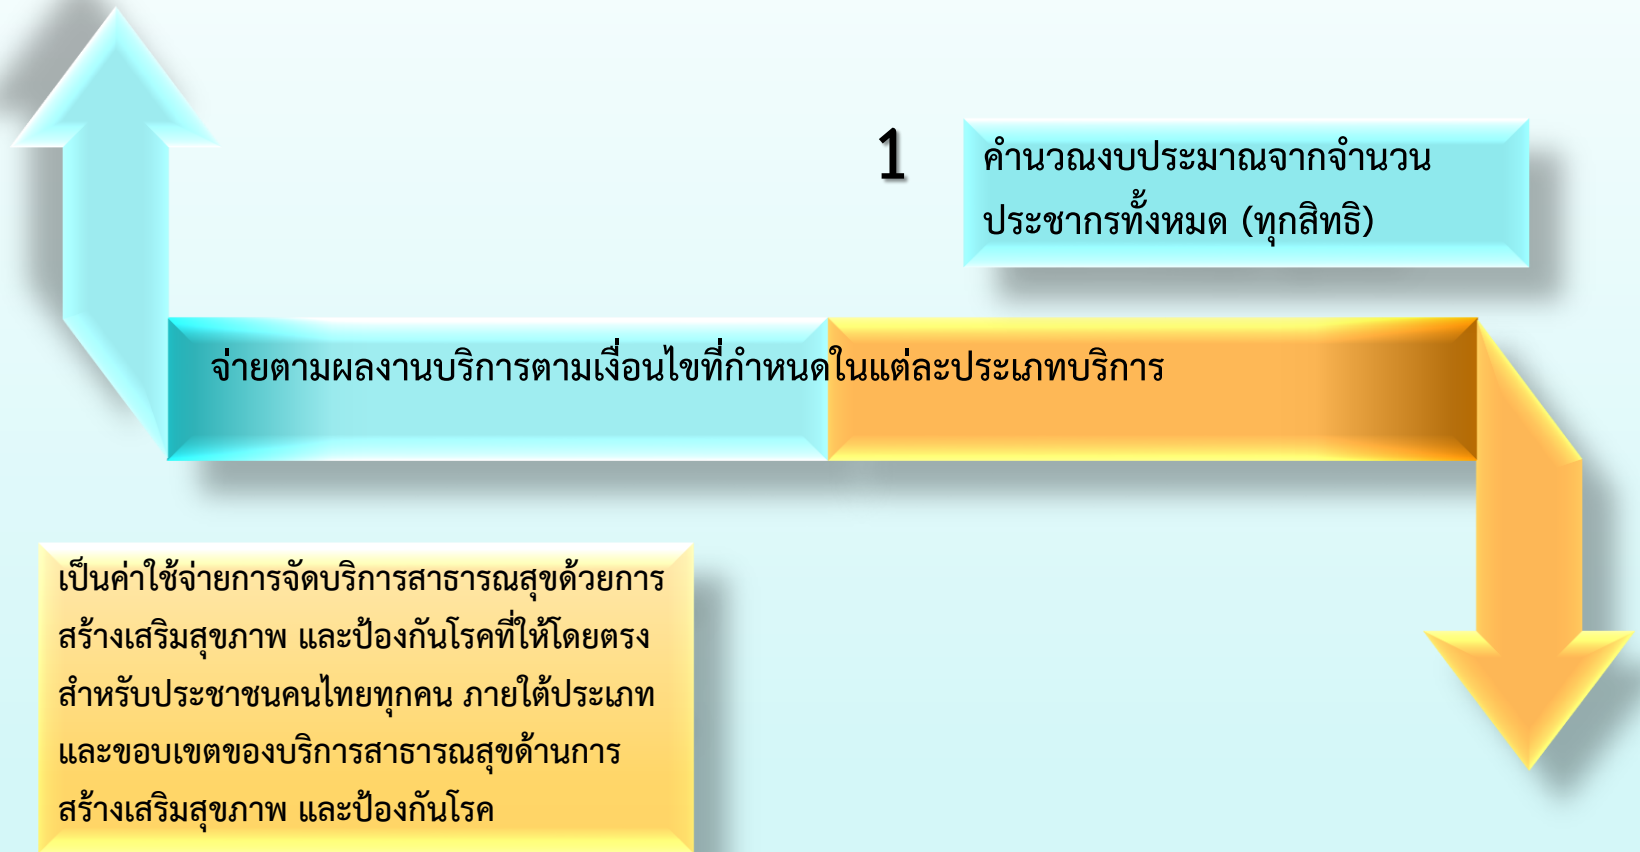 1
คำนวณงบประมาณจากจำนวน
ประชากรทั้งหมด (ทุกสิทธิ)
จ่ายตามผลงานบริการตามเงื่อนไขที่กำหนดในแต่ละประเภทบริการ
เป็นค่าใช้จ่ายการจัดบริการสาธารณสุขด้วยการ
สร้างเสริมสุขภาพ และป้องกันโรคที่ให้โดยตรง
สำหรับประชาชนคนไทยทุกคน ภายใต้ประเภท
และขอบเขตของบริการสาธารณสุขด้านการ
สร้างเสริมสุขภาพ และป้องกันโรค